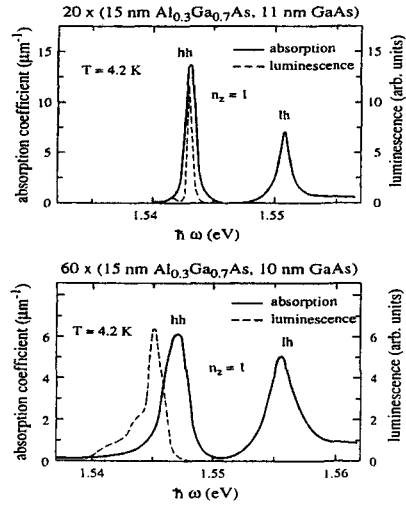 20 x (15 nm Al0.3Ga0.7As, 11 nm GaAs)
absorption coefficient (μm-1)
15
10
5
0
hh
T = 4.2 K
nz = 1
absorption
luminescence
lh
15
10
5
0
luminescence (arb. units)
1.54
1.55
ħ ω (eV)
60 x (15 nm Al0.3Ga0.7As, 10 nm GaAs)
absorption coefficient (μm-1)
6
4
2
0
hh
T = 4.2 K
nz = 1
absorption
luminescence
lh
6
4
2
0
luminescence (arb. units)
1.54
1.55
1.56
ħ ω (eV)